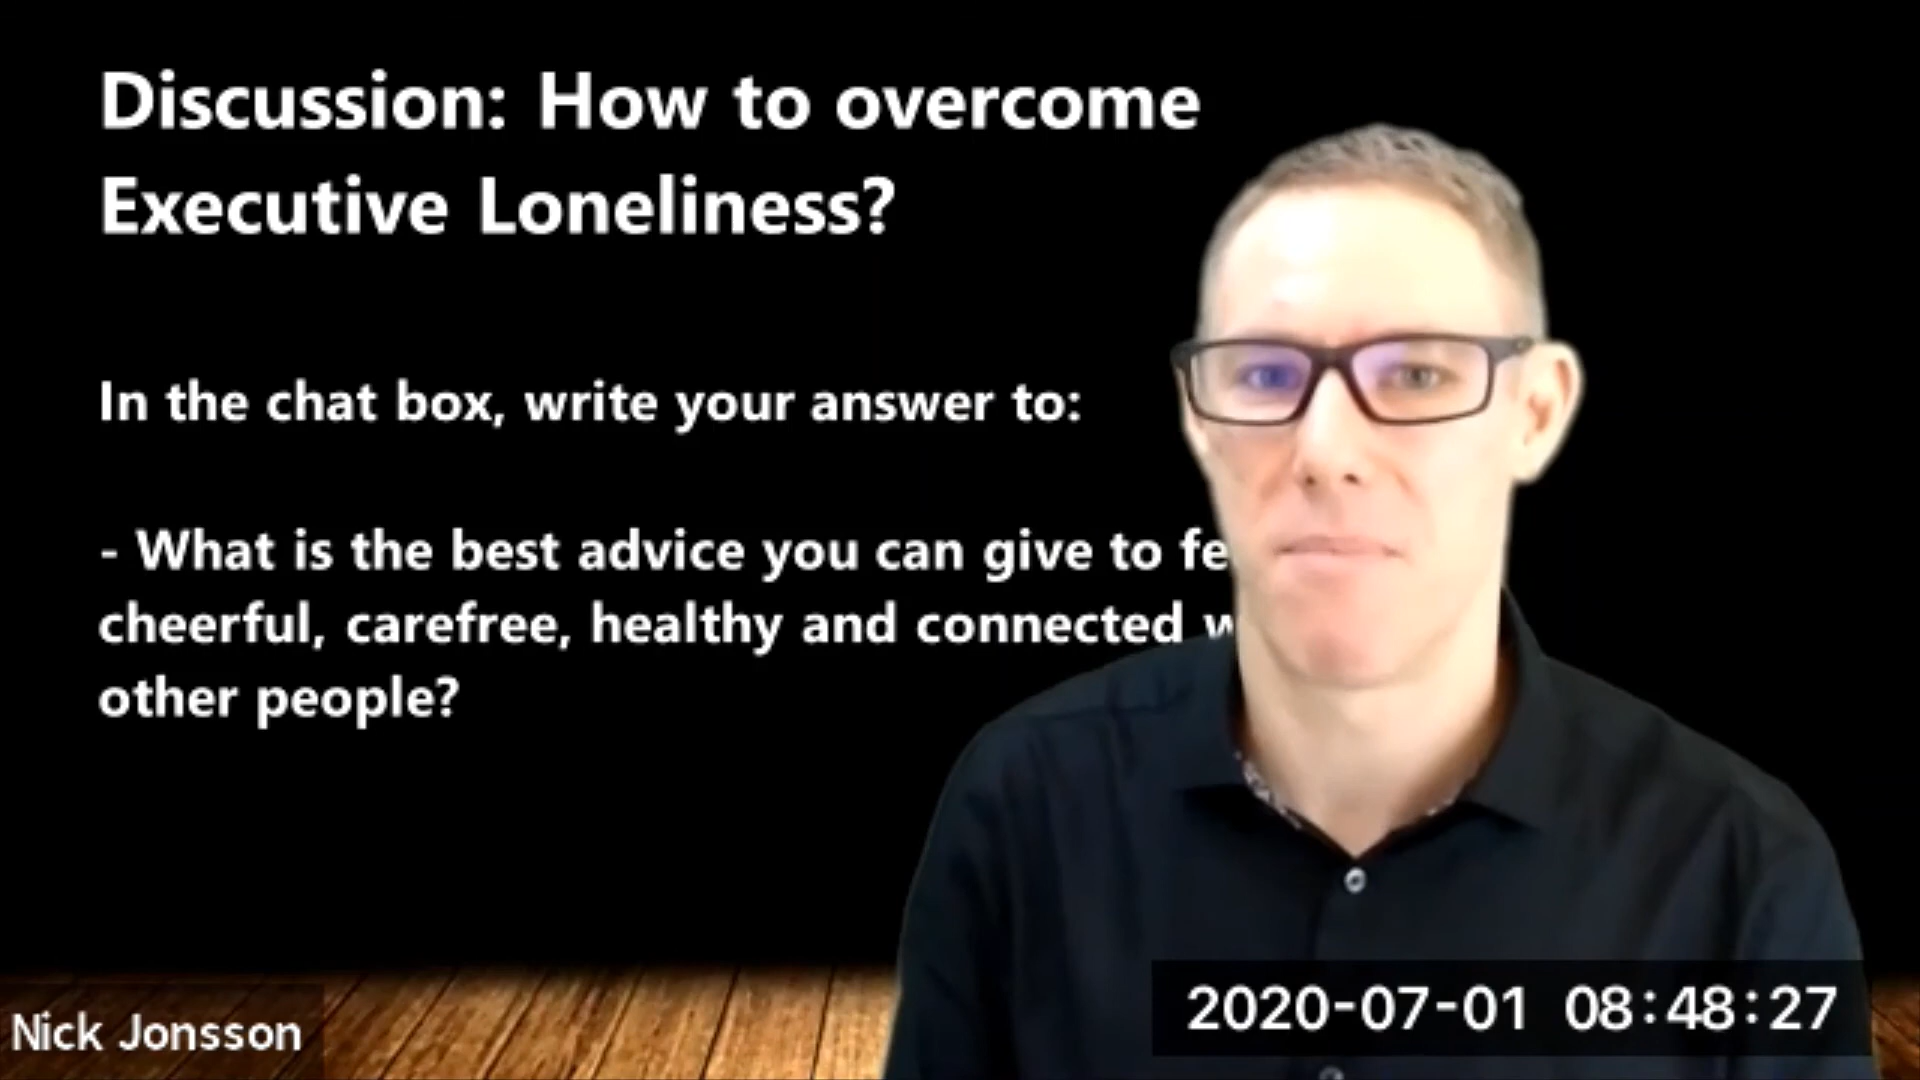 Discussion: How to overcome
Executive Loneliness?
In the chat box, write your answer to:
- What is the best advice you can give to
cheerful, carefree, healthy and connected
other people?
Nick Jonsson
2020-07-01 08:48:27